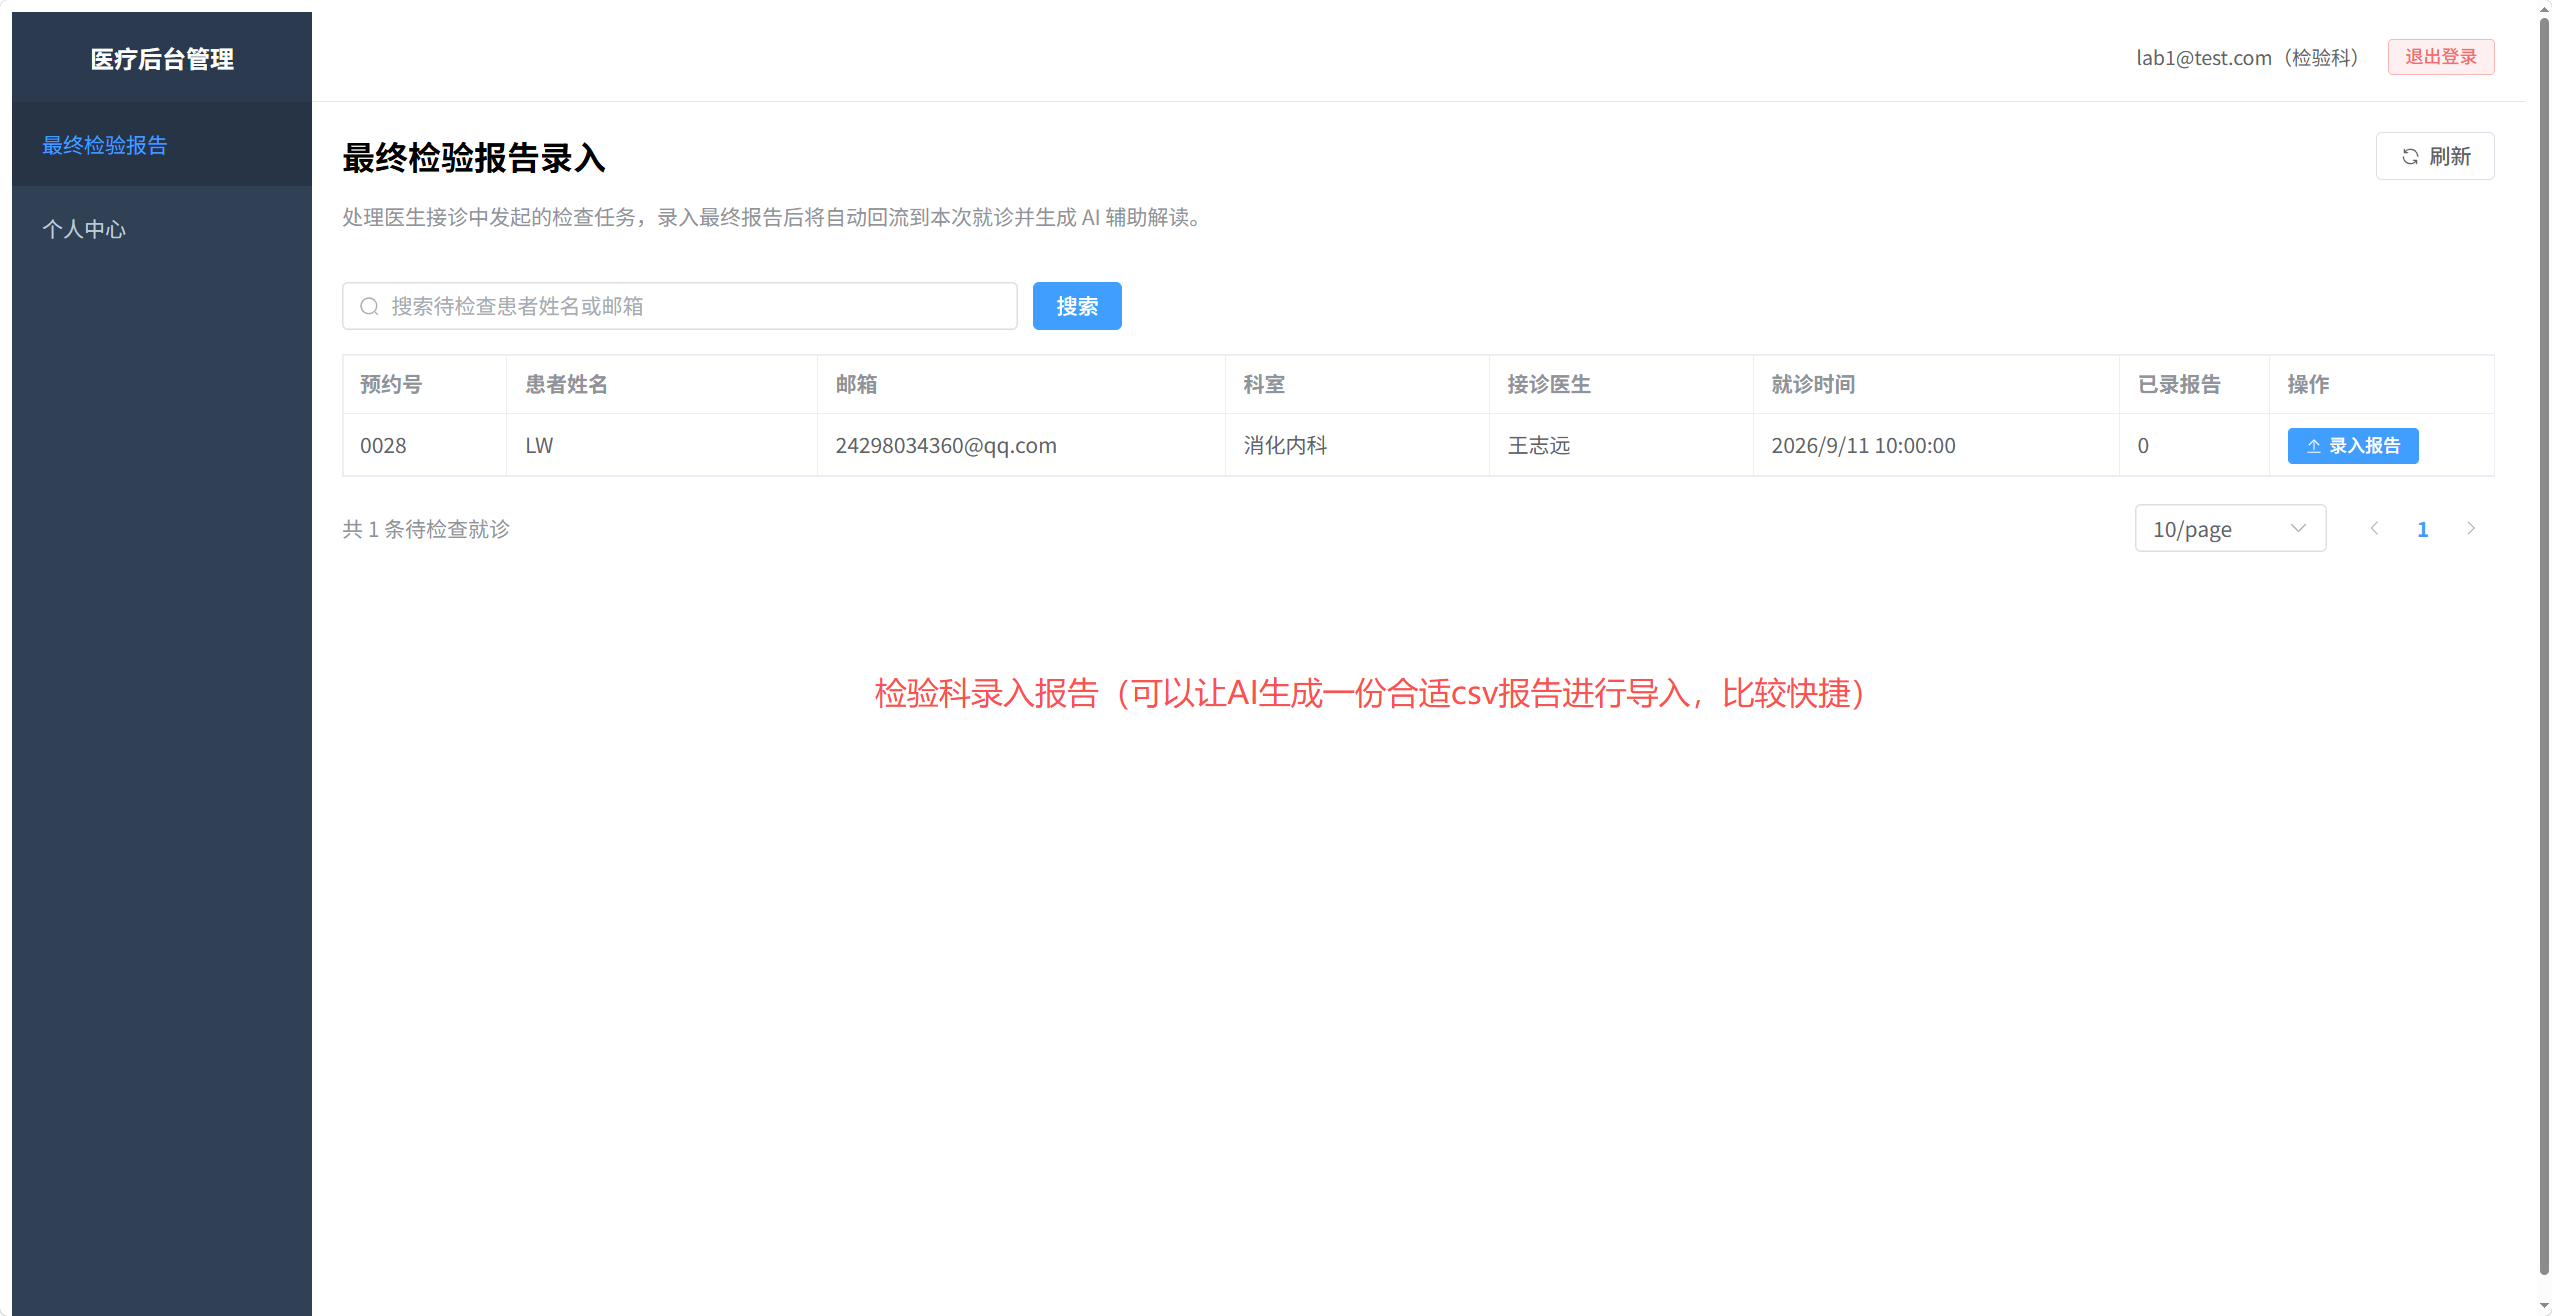 医疗后台管理
lab1@test.com（检验科）
退出登录
最终检验报告
个人中心
最终检验报告录入
刷新
处理医生接诊中发起的检查任务，录入最终报告后将自动回流到本次就诊并生成 AI 辅助解读。
搜索待检查患者姓名或邮箱
搜索
预约号 患者姓名 邮箱 科室 接诊医生 就诊时间 已录报告 操作
0028 LW 24298034360@qq.com 消化内科 王志远 2026/9/11 10:00:00 0 录入报告
共 1 条待检查就诊
10/page
1
检验科录入报告（可以让AI生成一份合适csv报告进行导入，比较快捷）